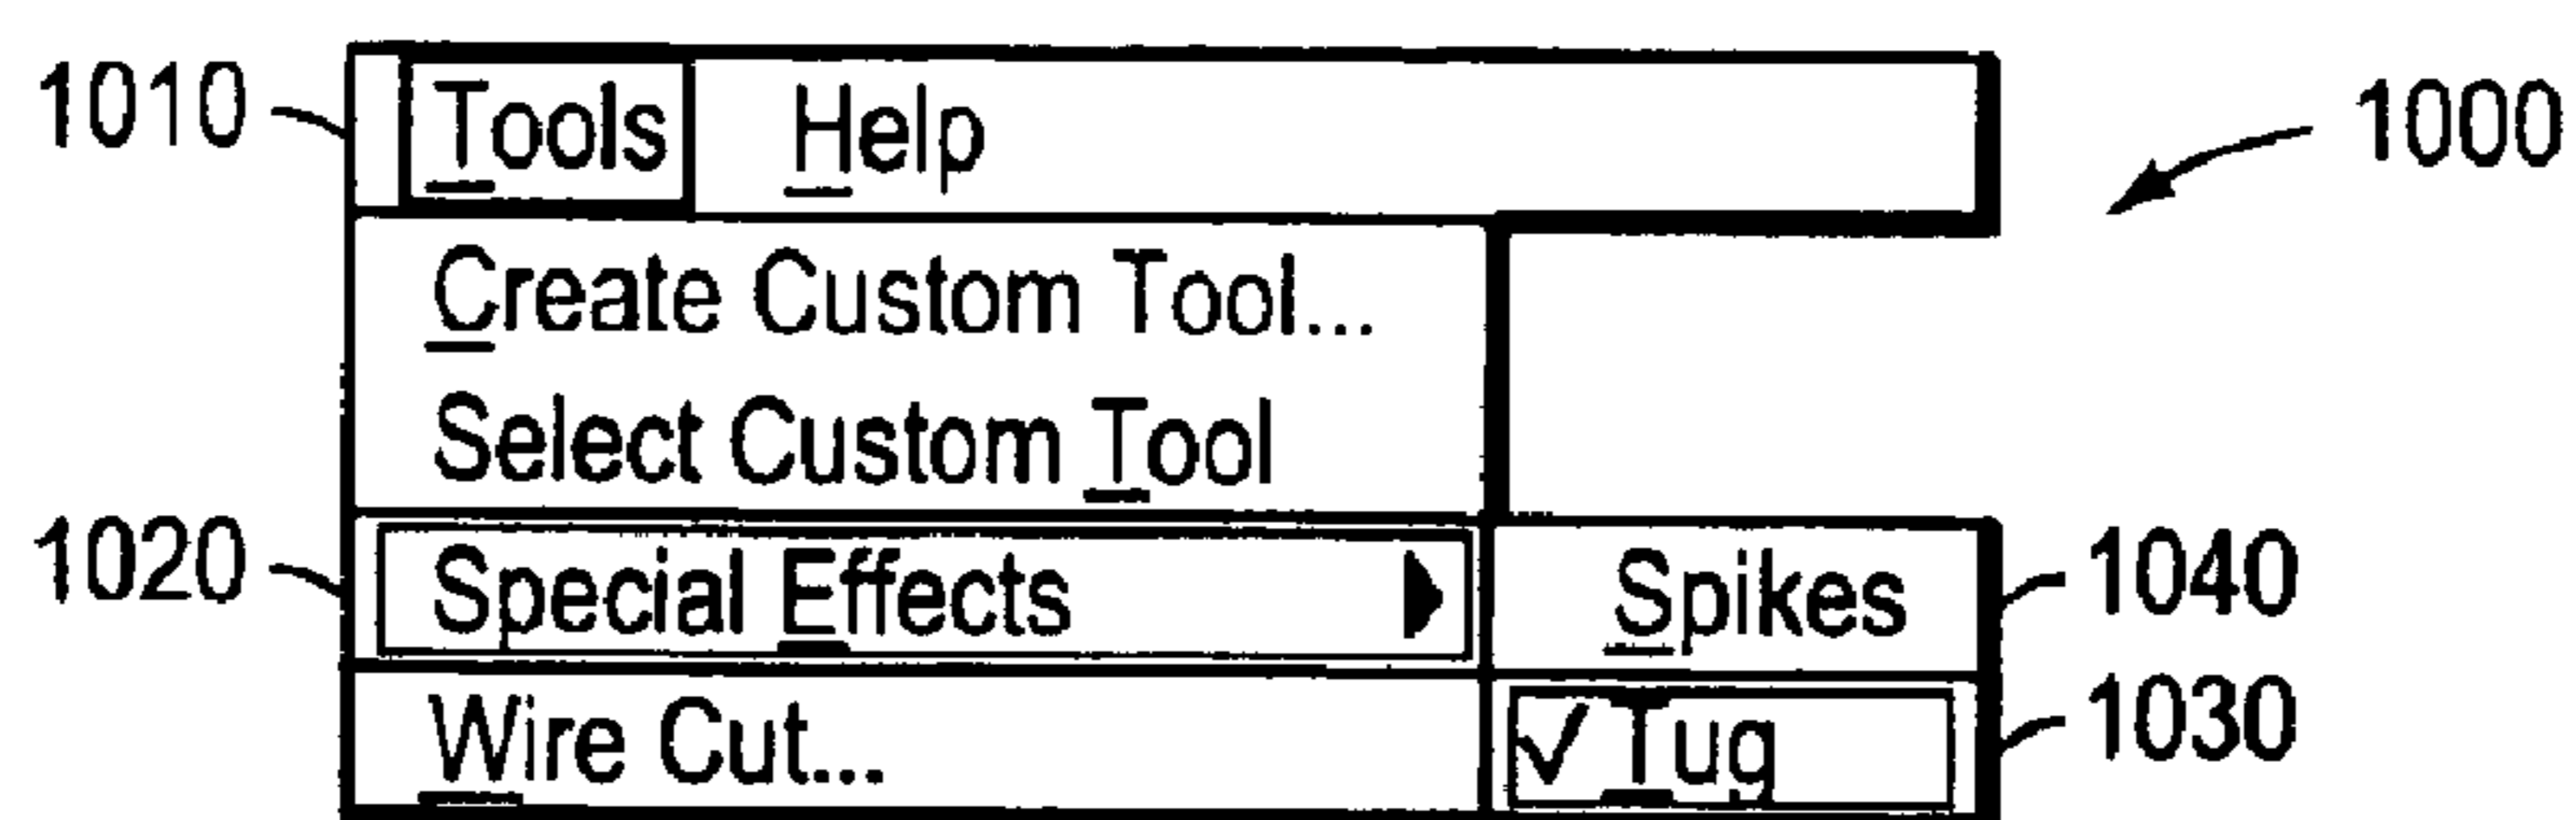 1010 Tools Help 1000
Create Custom Tool...
Select Custom Tool
1020 Special Effects Spikes 1040
Wire Cut... ✓ Tug 1030